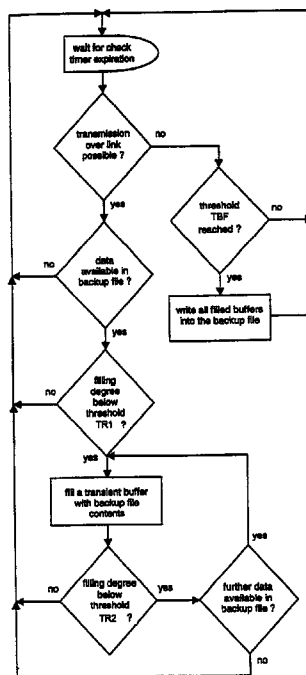 wait for check
timer expiration
transmission
over link
possible ?
no
yes
threshold
TBF
reached ?
no
yes
data
available in
backup file ?
no
yes
write all filled buffers
into the backup file
filling
degree
below
threshold
TR1 ?
no
yes
fill a transient buffer
with backup file
contents
yes
filling degree
below
threshold
TR2 ?
no
yes
further data
available in
backup file ?
no